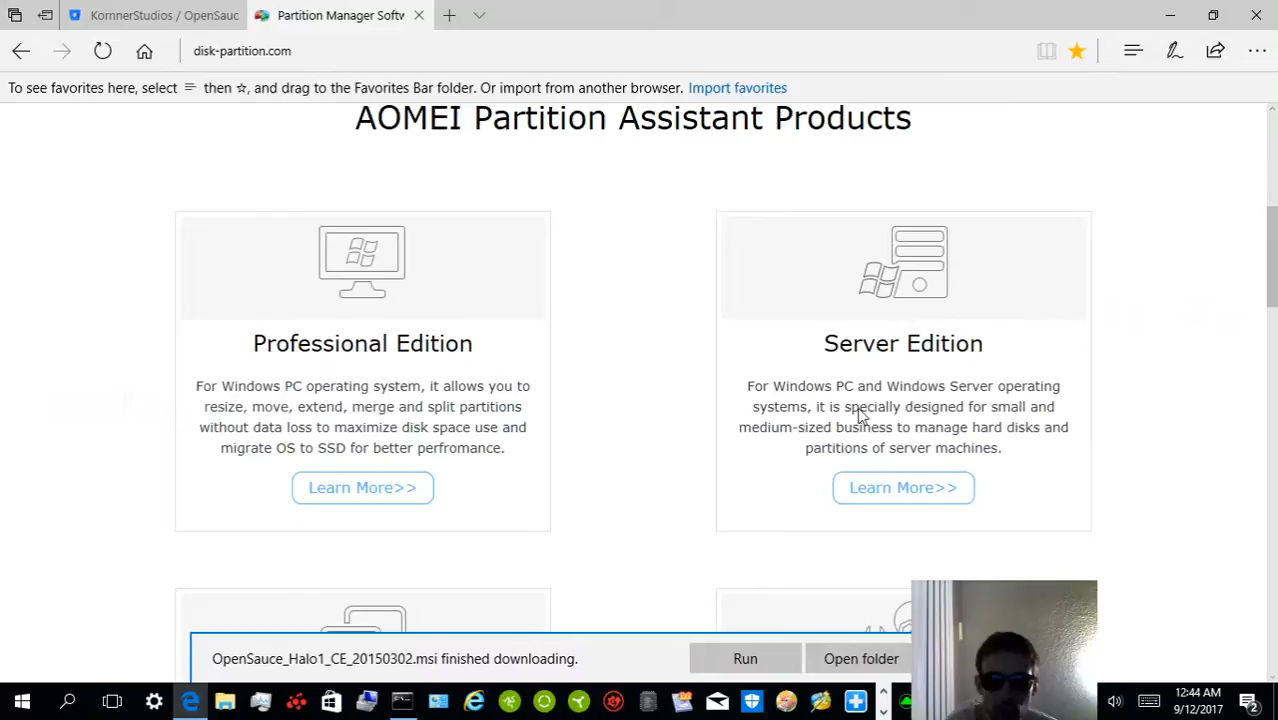 KornnerStudios / OpenSauc
Partition Manager Softw
disk-partition.com
To see favorites here, select then ☆, and drag to the Favorites Bar folder. Or import from another browser. Import favorites
AOMEI Partition Assistant Products
Professional Edition
For Windows PC operating system, it allows you to
resize, move, extend, merge and split partitions
without data loss to maximize disk space use and
migrate OS to SSD for better perfromance.
Learn More>>
Server Edition
For Windows PC and Windows Server operating
systems, it is specially designed for small and
medium-sized business to manage hard disks and
partitions of server machines.
Learn More>>
OpenSauce_Halo1_CE_20150302.msi finished downloading.
Run
Open folder
12:44 AM
9/12/2017
2